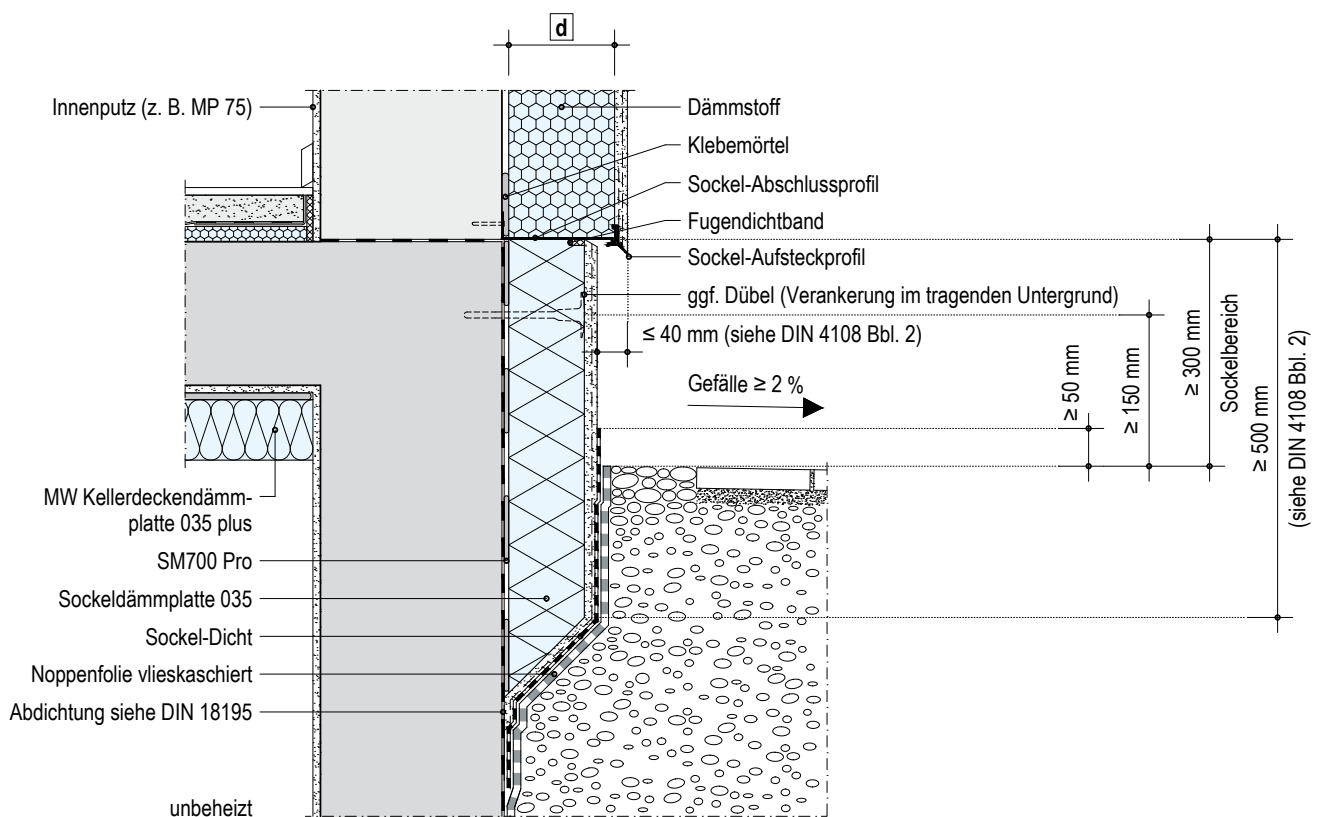 d
Innenputz (z. B. MP 75)
Dämmstoff
Klebemörtel
Sockel-Abschlussprofil
Fugendichtband
Sockel-Aufsteckprofil
ggf. Dübel (Verankerung im tragenden Untergrund)
≤ 40 mm (siehe DIN 4108 Bbl. 2)
Gefälle ≥ 2 %
≥ 50 mm
≥ 150 mm
≥ 300 mm
Sockelbereich
≥ 500 mm
(siehe DIN 4108 Bbl. 2)
MW Kellerdeckendämm-
platte 035 plus
SM700 Pro
Sockeldämmplatte 035
Sockel-Dicht
Noppenfolie vlieskaschiert
Abdichtung siehe DIN 18195
unbeheizt